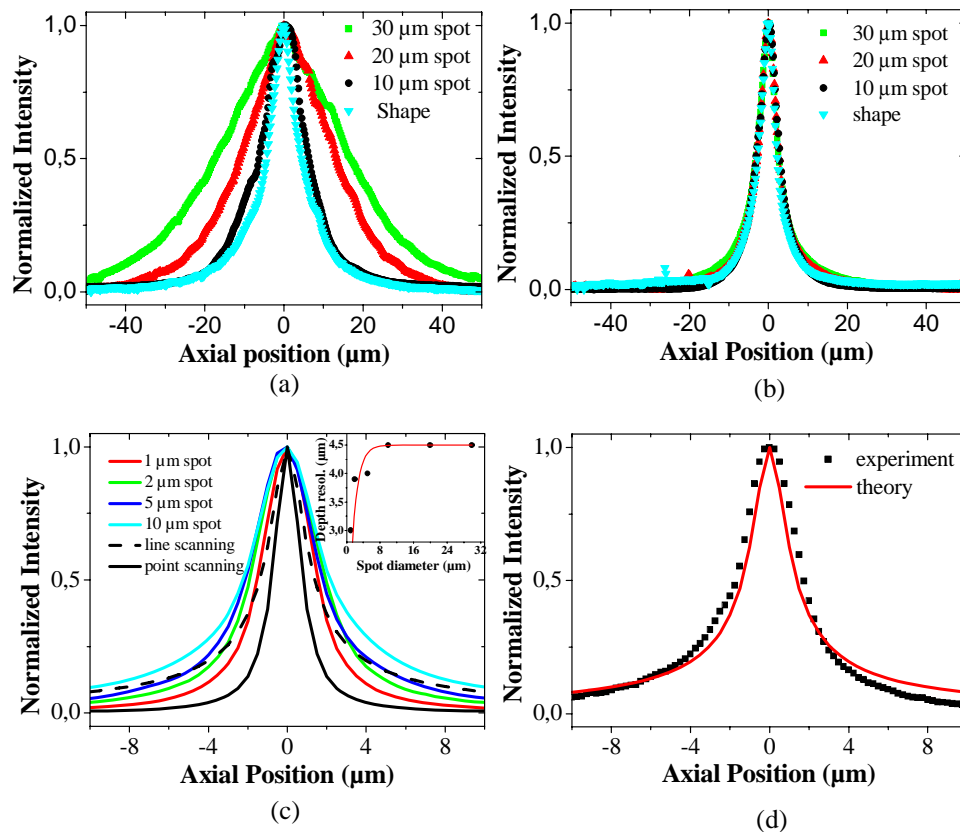 1,0
0,5
0,0
Normalized Intensity
30 µm spot
20 µm spot
10 µm spot
Shape
-40 -20 0 20 40
Axial position (µm)
(a)
1,0
0,5
0,0
Normalized Intensity
30 µm spot
20 µm spot
10 µm spot
shape
-40 -20 0 20 40
Axial Position (µm)
(b)
1,0
0,5
0,0
Normalized Intensity
1 µm spot
2 µm spot
5 µm spot
10 µm spot
line scanning
point scanning
4,5
4,0
3,5
3,0
Depth resol. (µm)
0 8 16 24 32
Spot diameter (µm)
-8 -4 0 4 8
Axial Position (µm)
(c)
1,0
0,5
0,0
Normalized Intensity
experiment
theory
-8 -4 0 4 8
Axial Position (µm)
(d)